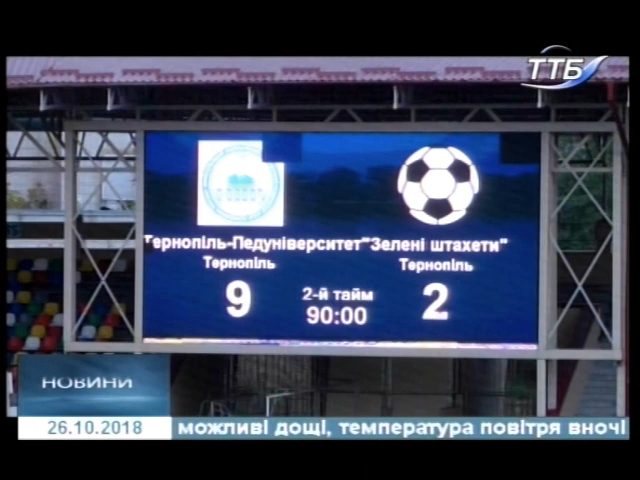 ТТБ
Тернопіль-Педуніверситет"Зелені штахети"
Тернопіль
Тернопіль
9
2-й тайм
2
90:00
НОВИНИ
26.10.2018
можливі дощі, температура повітря вночі